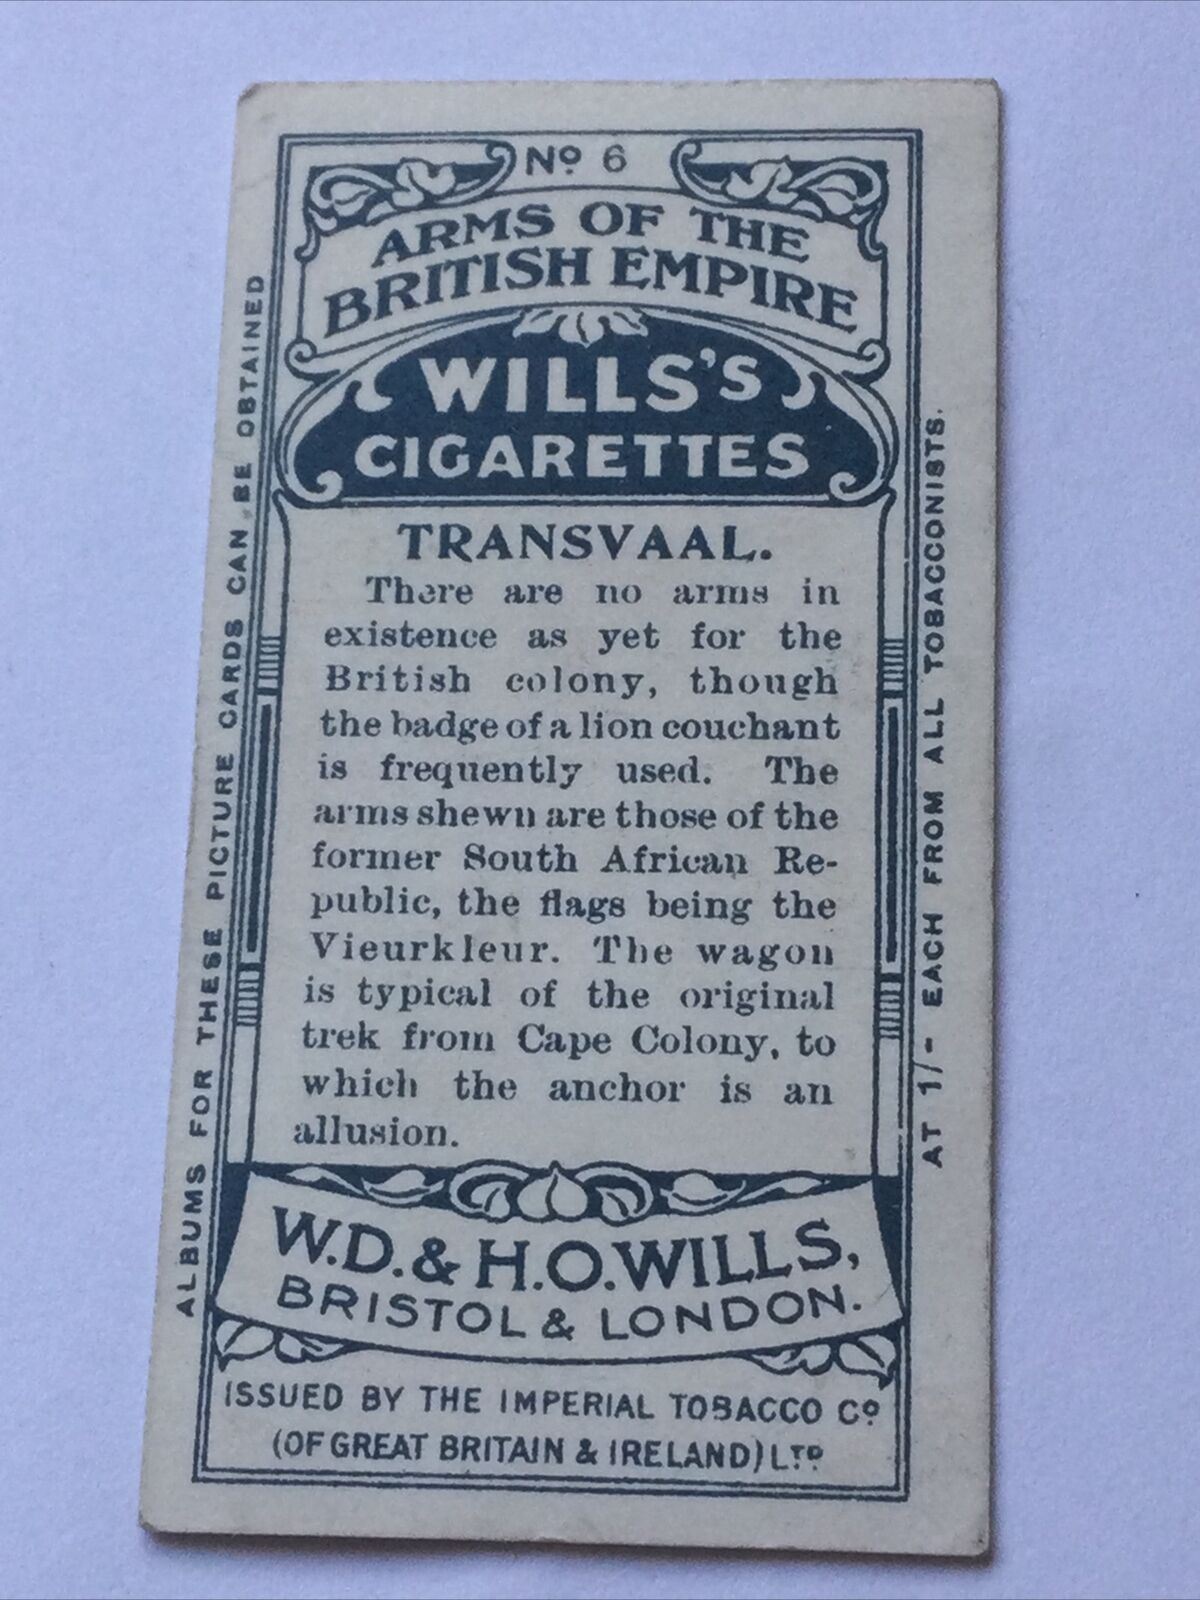 No 6
ARMS OF THE
BRITISH EMPIRE
WILLS'S
CIGARETTES
TRANSVAAL.
There are no arms in
existence as yet for the
British colony, though
the badge of a lion couchant
is frequently used. The
arms shewn are those of the
former South African Re-
public, the flags being the
Vieurkleur. The wagon
is typical of the original
trek from Cape Colony, to
which the anchor is an
allusion.
W.D. & H.O. WILLS,
BRISTOL & LONDON.
ISSUED BY THE IMPERIAL TOBACCO Co
(OF GREAT BRITAIN & IRELAND) LTD
ALBUMS FOR THESE PICTURE CARDS CAN BE OBTAINED
AT 1/- EACH FROM ALL TOBACCONISTS.